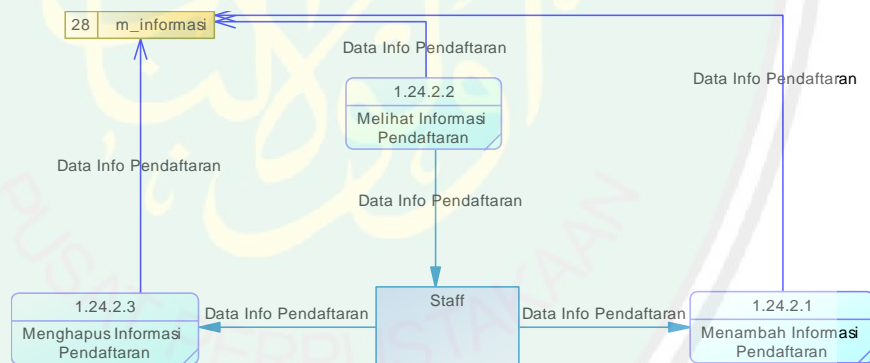 28 m_informasi
Data Info Pendaftaran
Data Info Pendaftaran
1.24.2.2
Melihat Informasi
Pendaftaran
Data Info Pendaftaran
Data Info Pendaftaran
1.24.2.3
Menghapus Informasi
Pendaftaran
Data Info Pendaftaran
Staff
Data Info Pendaftaran
1.24.2.1
Menambah Informasi
Pendaftaran
PUSAT PERPUSTAKAAN